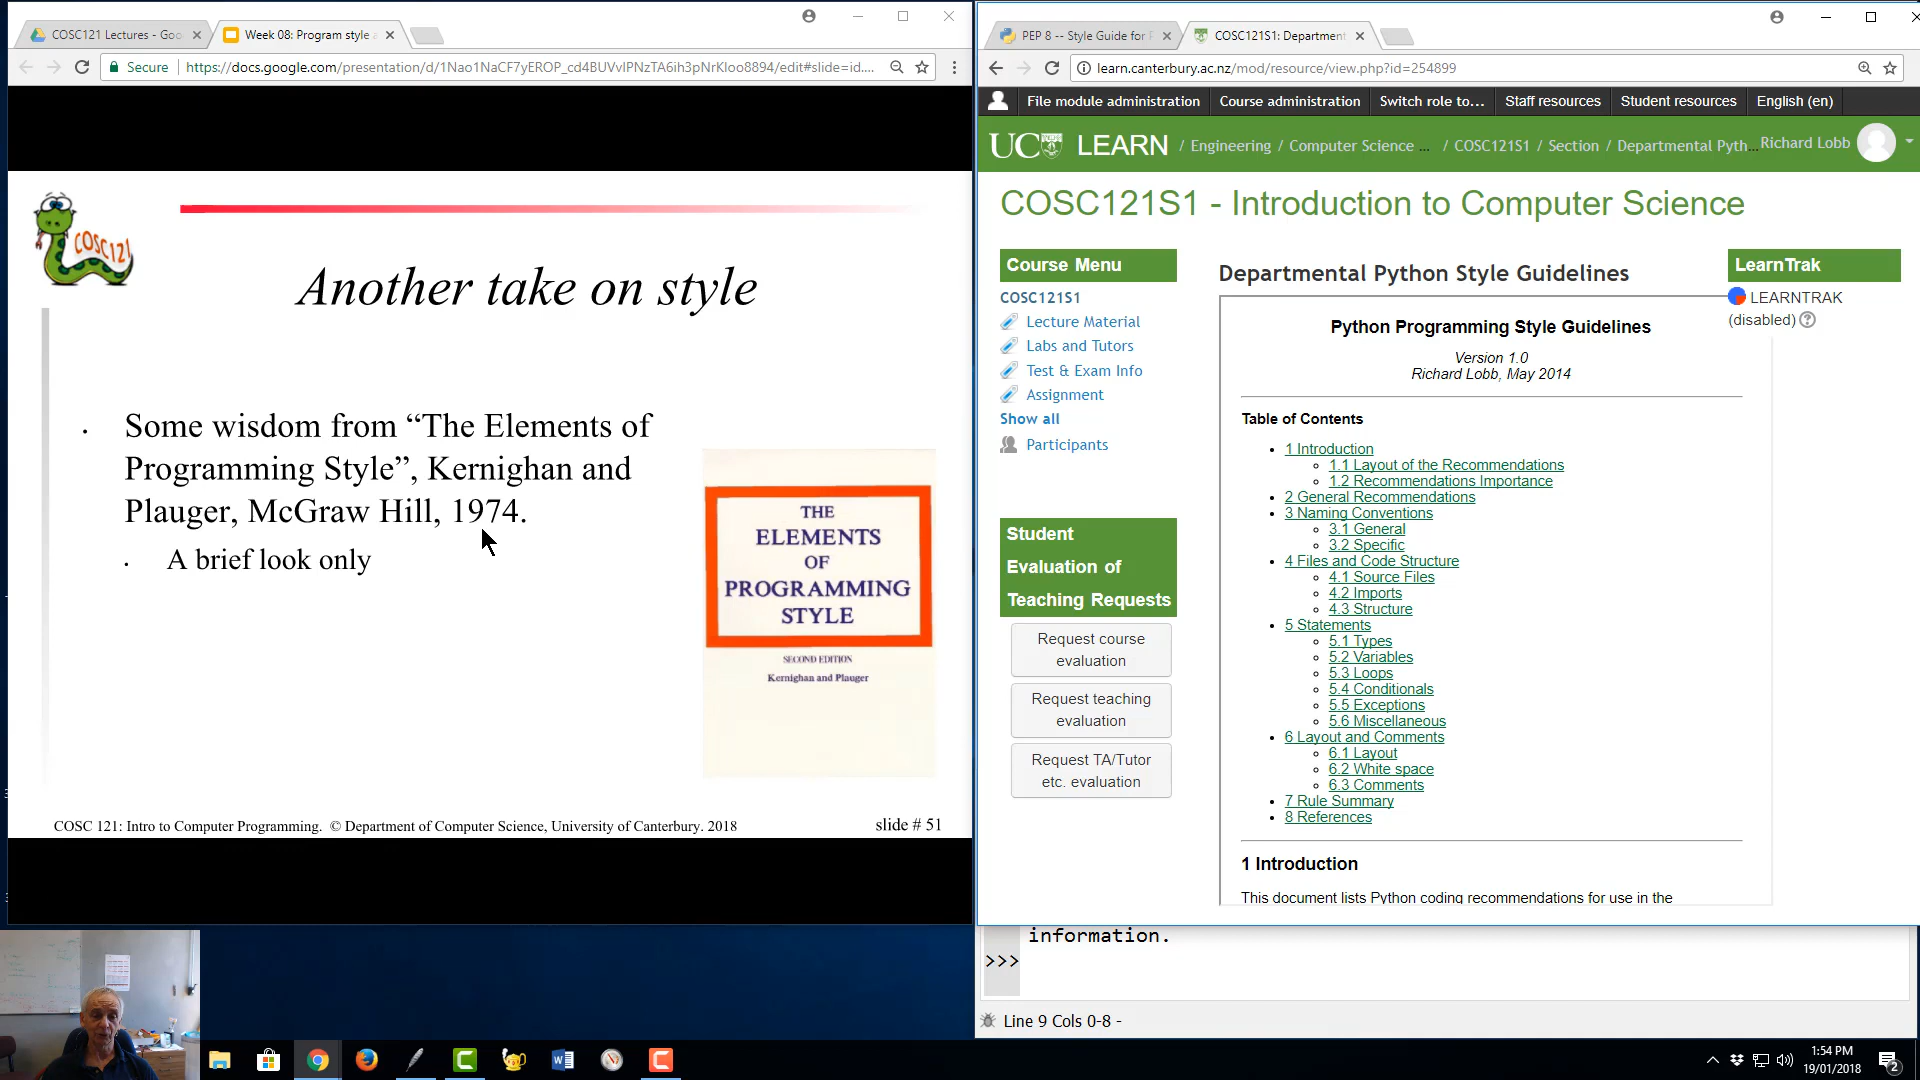 COSC121 Lectures - Goo
Week 08: Program style
Secure
https://docs.google.com/presentation/d/1Nao1NaCF7yEROP_cd4BUVvIPNzTA6ih3pNrKloo8894/edit#slide=id....
COSC121
Another take on style
Some wisdom from “The Elements of
Programming Style”, Kernighan and
Plauger, McGraw Hill, 1974.
A brief look only
THE
ELEMENTS
OF
PROGRAMMING
STYLE
SECOND EDITION
Kernighan and Plauger
COSC 121: Intro to Computer Programming. © Department of Computer Science, University of Canterbury. 2018
slide # 51
PEP 8 -- Style Guide for P
COSC121S1: Department
learn.canterbury.ac.nz/mod/resource/view.php?id=254899
File module administration
Course administration
Switch role to...
Staff resources
Student resources
English (en)
UC LEARN / Engineering / Computer Science ... / COSC121S1 / Section / Departmental Pyth...
Richard Lobb
COSC121S1 - Introduction to Computer Science
Course Menu
COSC121S1
Lecture Material
Labs and Tutors
Test & Exam Info
Assignment
Show all
Participants
Student
Evaluation of
Teaching Requests
Request course
evaluation
Request teaching
evaluation
Request TA/Tutor
etc. evaluation
Departmental Python Style Guidelines
Python Programming Style Guidelines
Version 1.0
Richard Lobb, May 2014
Table of Contents
1 Introduction
1.1 Layout of the Recommendations
1.2 Recommendations Importance
2 General Recommendations
3 Naming Conventions
3.1 General
3.2 Specific
4 Files and Code Structure
4.1 Source Files
4.2 Imports
4.3 Structure
5 Statements
5.1 Types
5.2 Variables
5.3 Loops
5.4 Conditionals
5.5 Exceptions
5.6 Miscellaneous
6 Layout and Comments
6.1 Layout
6.2 White space
6.3 Comments
7 Rule Summary
8 References
1 Introduction
This document lists Python coding recommendations for use in the
LearnTrak
LEARNTRAK
(disabled)
information.
>>>
Line 9 Cols 0-8 -
1:54 PM
19/01/2018
2